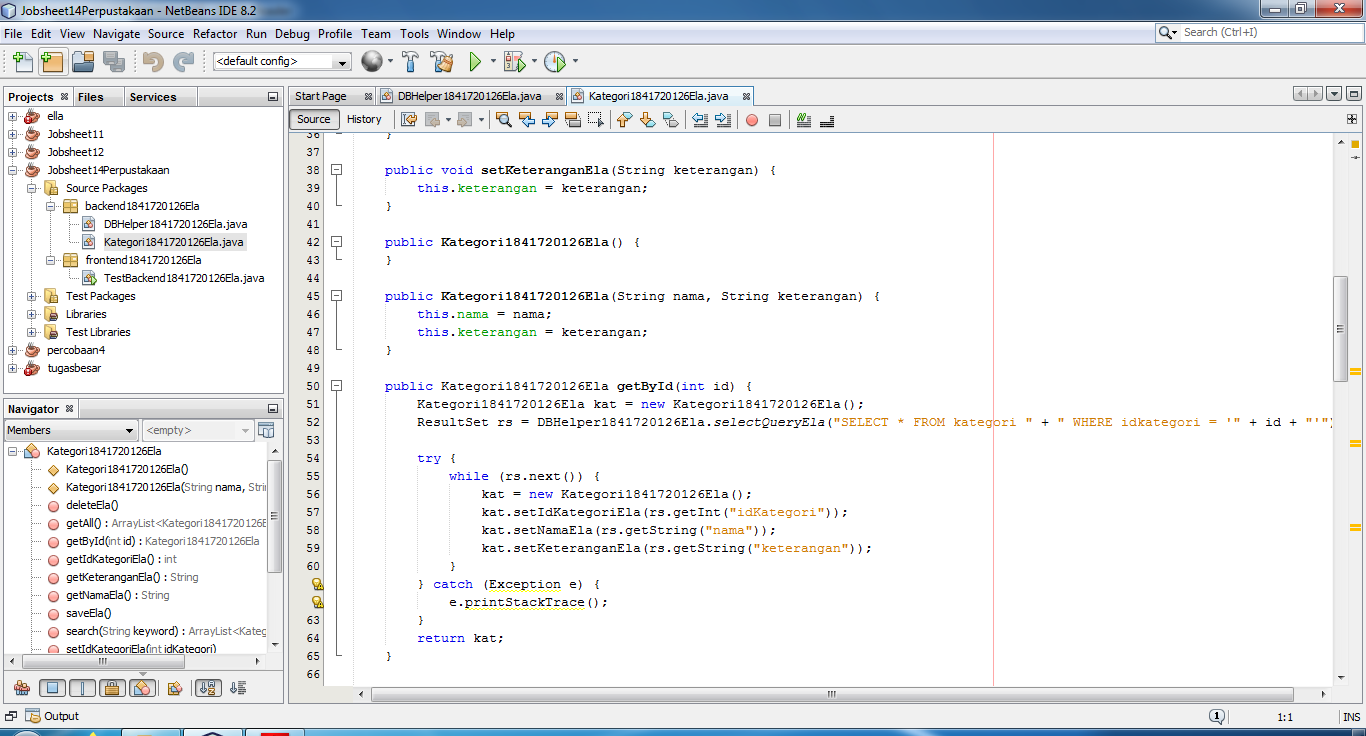 Jobsheet14Perpustakaan - NetBeans IDE 8.2
File Edit View Navigate Source Refactor Run Debug Profile Team Tools Window Help
Search (Ctrl+I)
<default config>
Projects Files Services
ella
Jobsheet11
Jobsheet12
Jobsheet14Perpustakaan
Source Packages
backend1841720126Ela
DBHelper1841720126Ela.java
Kategori1841720126Ela.java
frontend1841720126Ela
TestBackend1841720126Ela.java
Test Packages
Libraries
Test Libraries
percobaan4
tugasbesar
Navigator
Members
<empty>
Kategori1841720126Ela
Kategori1841720126Ela()
Kategori1841720126Ela(String nama, Stri
deleteEla()
getAll() : ArrayList<Kategori1841720126E
getById(int id) : Kategori1841720126Ela
getIdKategoriEla() : int
getKeteranganEla() : String
getNamaEla() : String
saveEla()
search(String keyword) : ArrayList<Kateg
setIdKategoriEla(int idKategori)
Start Page DBHelper1841720126Ela.java Kategori1841720126Ela.java
Source History
36 }
37
38 public void setKeteranganEla(String keterangan) {
39 this.keterangan = keterangan;
40 }
41
42 public Kategori1841720126Ela() {
43 }
44
45 public Kategori1841720126Ela(String nama, String keterangan) {
46 this.nama = nama;
47 this.keterangan = keterangan;
48 }
49
50 public Kategori1841720126Ela getById(int id) {
51 Kategori1841720126Ela kat = new Kategori1841720126Ela();
52 ResultSet rs = DBHelper1841720126Ela.selectQueryEla("SELECT * FROM kategori " + " WHERE idkategori = '" + id + "'")
53
54 try {
55 while (rs.next()) {
56 kat = new Kategori1841720126Ela();
57 kat.setIdKategoriEla(rs.getInt("idKategori"));
58 kat.setNamaEla(rs.getString("nama"));
59 kat.setKeteranganEla(rs.getString("keterangan"));
60 }
} catch (Exception e) {
e.printStackTrace();
63 }
64 return kat;
65 }
66
Output
1
1:1
INS